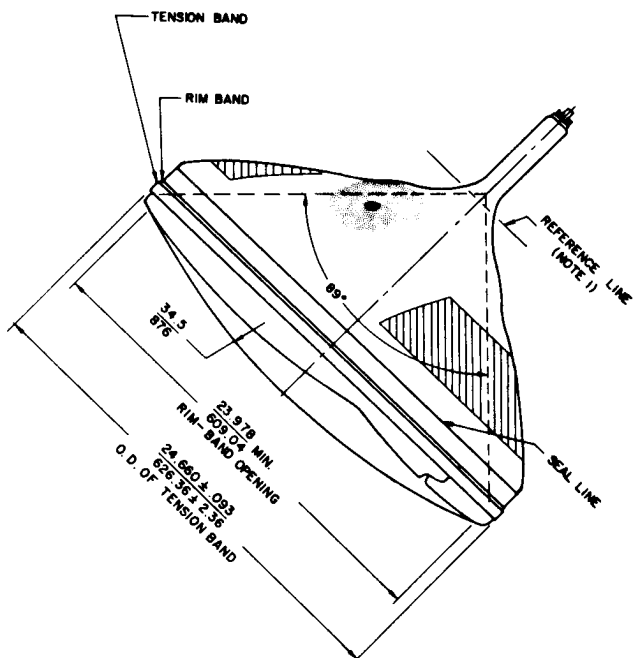 TENSION BAND
RIM BAND
REFERENCE LINE
(NOTE 1)
89°
34.5
876
23.978 MIN.
609.04
RIM-BAND OPENING
24.660 ± .093
626.36 ± 2.36
O.D. OF TENSION BAND
SEAL LINE